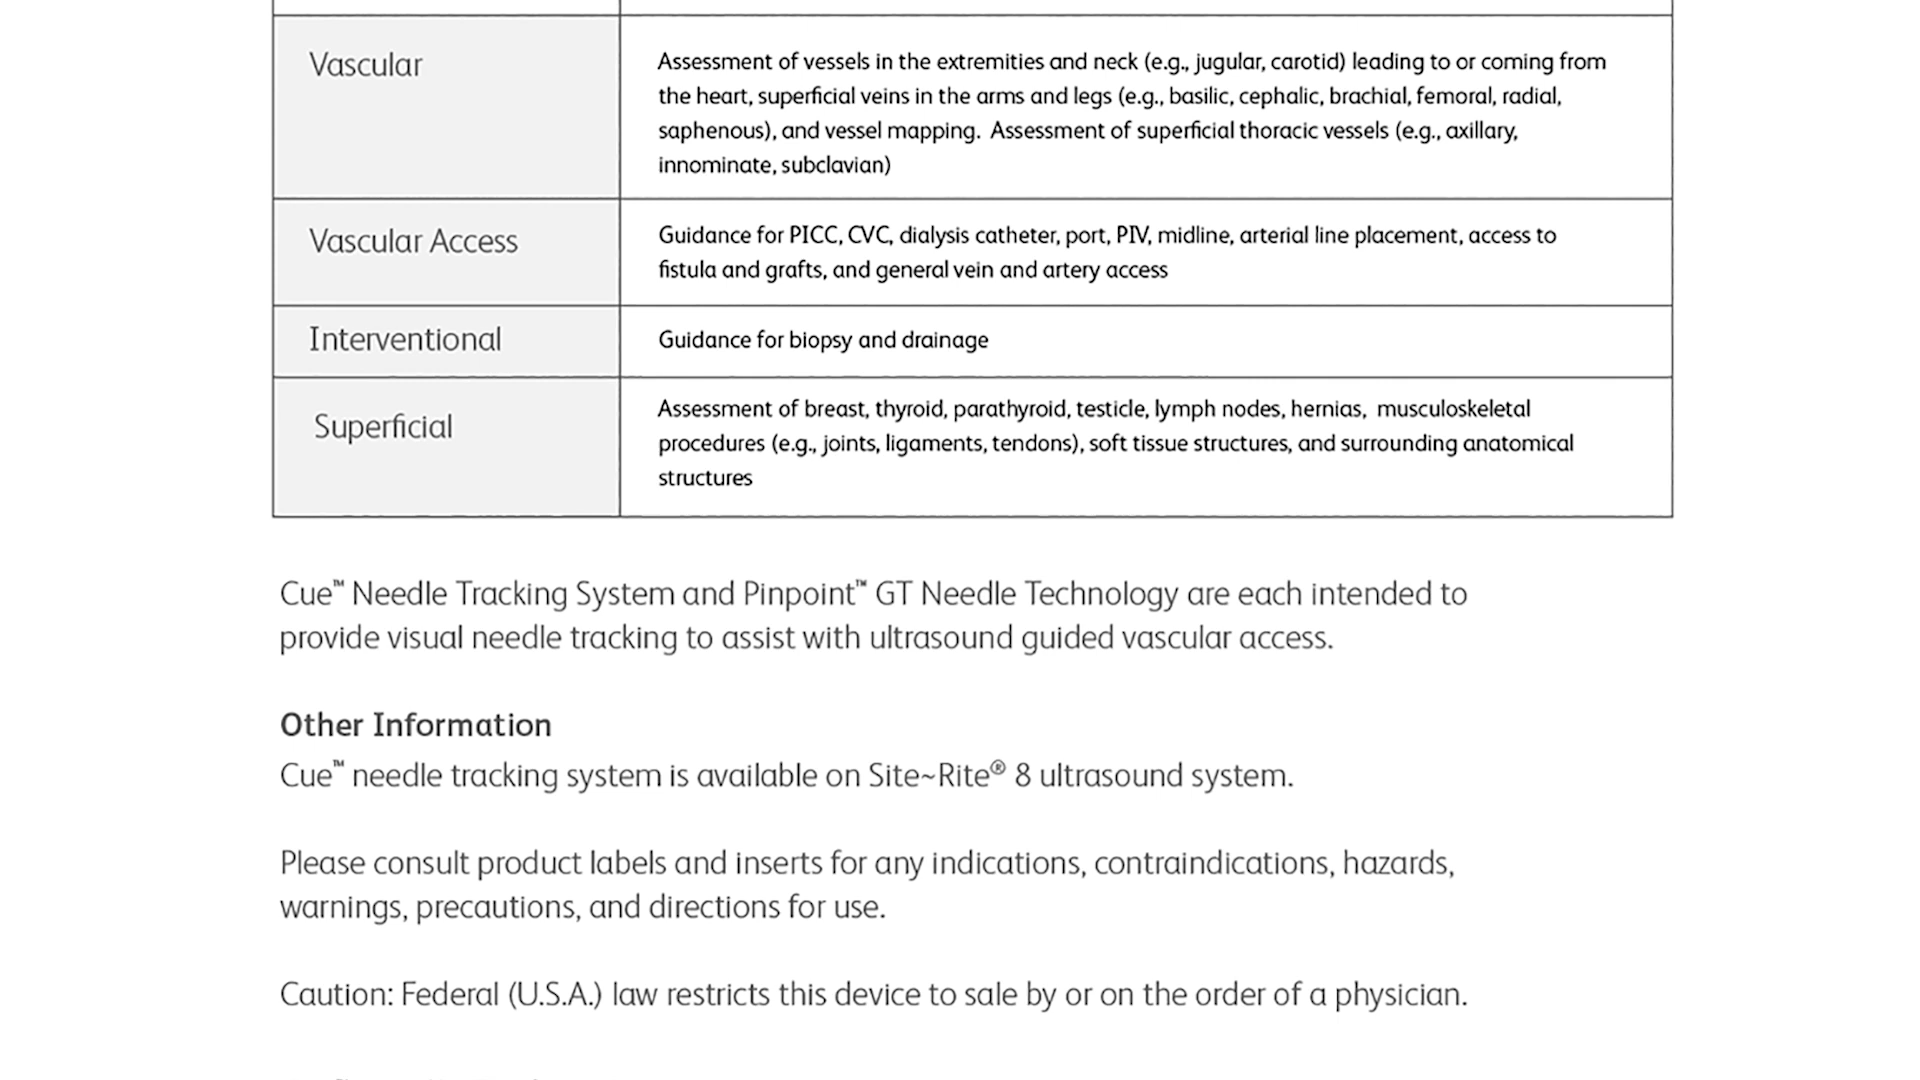 Vascular
Assessment of vessels in the extremities and neck (e.g., jugular, carotid) leading to or coming from
the heart, superficial veins in the arms and legs (e.g., basilic, cephalic, brachial, femoral, radial,
saphenous), and vessel mapping. Assessment of superficial thoracic vessels (e.g., axillary,
innominate, subclavian)
Vascular Access
Guidance for PICC, CVC, dialysis catheter, port, PIV, midline, arterial line placement, access to
fistula and grafts, and general vein and artery access
Interventional
Guidance for biopsy and drainage
Superficial
Assessment of breast, thyroid, parathyroid, testicle, lymph nodes, hernias, musculoskeletal
procedures (e.g., joints, ligaments, tendons), soft tissue structures, and surrounding anatomical
structures
Cue™ Needle Tracking System and Pinpoint™ GT Needle Technology are each intended to
provide visual needle tracking to assist with ultrasound guided vascular access.
Other Information
Cue™ needle tracking system is available on Site~Rite® 8 ultrasound system.
Please consult product labels and inserts for any indications, contraindications, hazards,
warnings, precautions, and directions for use.
Caution: Federal (U.S.A.) law restricts this device to sale by or on the order of a physician.